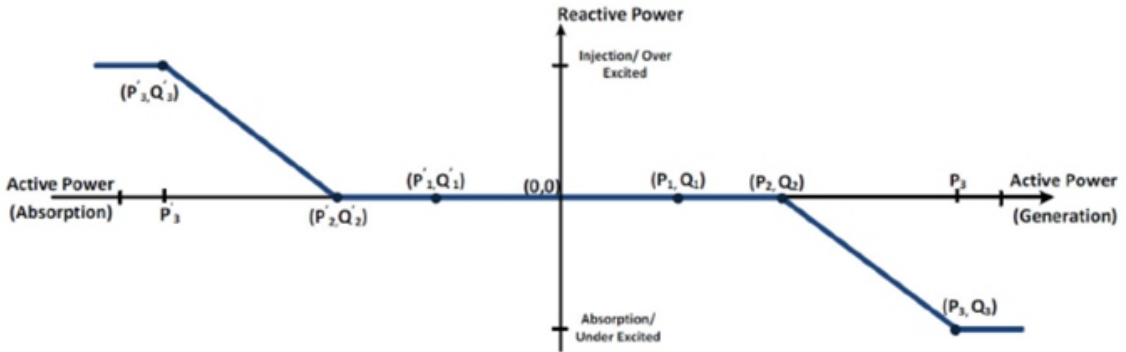 Reactive Power
Injection/ Over
Excited
(P'₃,Q'₃)
Active Power
(Absorption)
P'₃
(P'₂,Q'₂)
(P'₁,Q'₁)
(0,0)
(P₁, Q₁)
(P₂, Q₂)
P₃
Active Power
(Generation)
(P₃, Q₃)
Absorption/
Under Excited